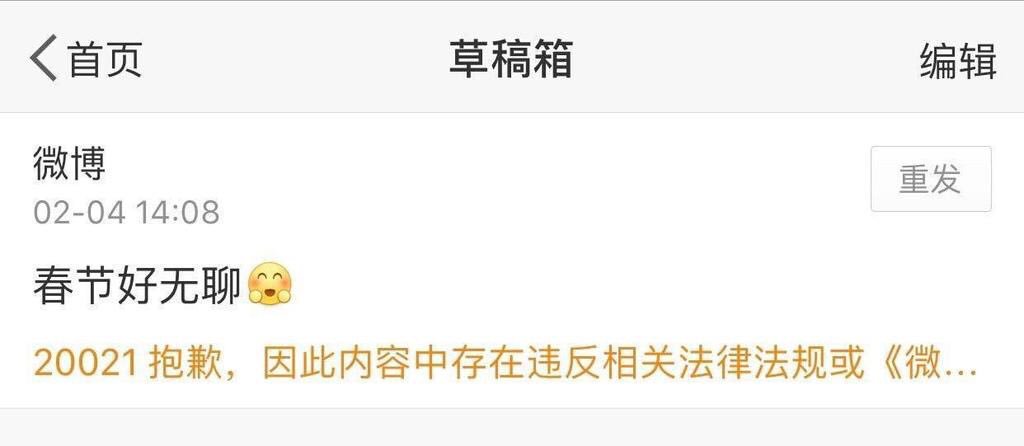 首页 草稿箱 编辑
微博 重发
02-04 14:08
春节好无聊
20021 抱歉，因此内容中存在违反相关法律法规或《微...